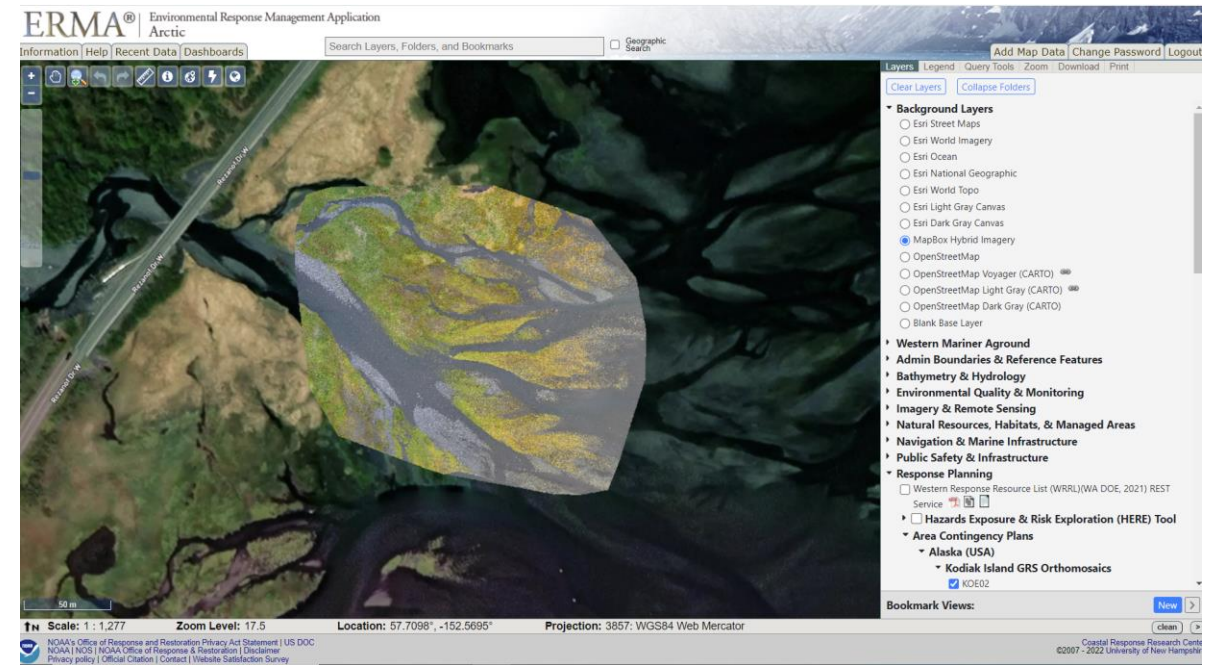 ERMA® Environmental Response Management Application
Arctic
Information Help Recent Data Dashboards
Search Layers, Folders, and Bookmarks
Geographic
Search
Add Map Data Change Password Logout
Layers Legend Query Tools Zoom Download Print
Clear Layers Collapse Folders
Background Layers
Esri Street Maps
Esri World Imagery
Esri Ocean
Esri National Geographic
Esri World Topo
Esri Light Gray Canvas
Esri Dark Gray Canvas
MapBox Hybrid Imagery
OpenStreetMap
OpenStreetMap Voyager (CARTO)
OpenStreetMap Light Gray (CARTO)
OpenStreetMap Dark Gray (CARTO)
Blank Base Layer
Western Mariner Aground
Admin Boundaries & Reference Features
Bathymetry & Hydrology
Environmental Quality & Monitoring
Imagery & Remote Sensing
Natural Resources, Habitats, & Managed Areas
Navigation & Marine Infrastructure
Public Safety & Infrastructure
Response Planning
Western Response Resource List (WRRL)(WA DOE, 2021) REST
Service
Hazards Exposure & Risk Exploration (HERE) Tool
Area Contingency Plans
Alaska (USA)
Kodiak Island GRS Orthomosaics
KOE02
Bookmark Views: New
Rezanof Dr W
Rezanof Dr W
Rezanof Dr W
50 m
N Scale: 1 : 1,277 Zoom Level: 17.5 Location: 57.7098°, -152.5695° Projection: 3857: WGS84 Web Mercator
clean
NOAA's Office of Response and Restoration Privacy Act Statement | US DOC
NOAA | NOS | NOAA Office of Response & Restoration | Disclaimer
Privacy policy | Official Citation | Contact | Website Satisfaction Survey
Coastal Response Research Cente
©2007 - 2022 University of New Hampshir